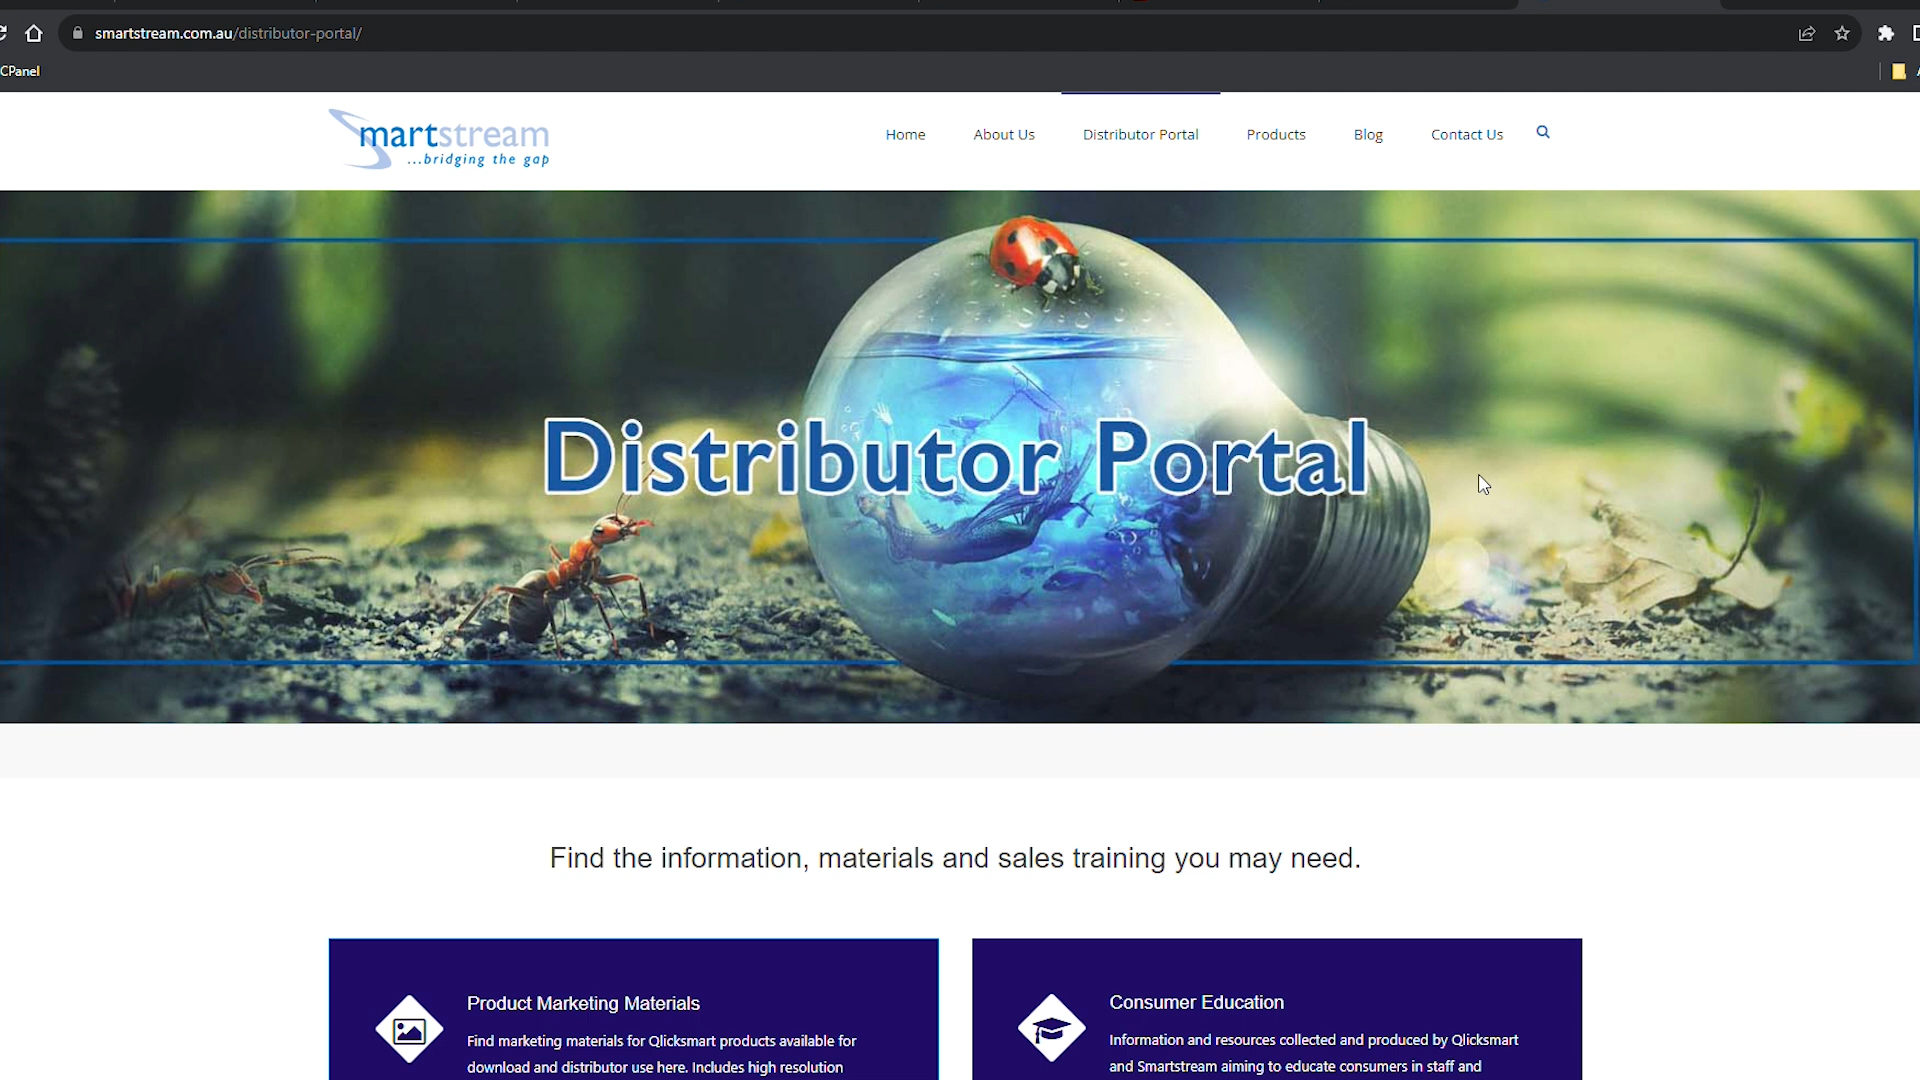 smartstream.com.au/distributor-portal/
CPanel
martstream
...bridging the gap
Home
About Us
Distributor Portal
Products
Blog
Contact Us
Distributor Portal
Find the information, materials and sales training you may need.
Product Marketing Materials
Find marketing materials for Qlicksmart products available for
download and distributor use here. Includes high resolution
Consumer Education
Information and resources collected and produced by Qlicksmart
and Smartstream aiming to educate consumers in staff and